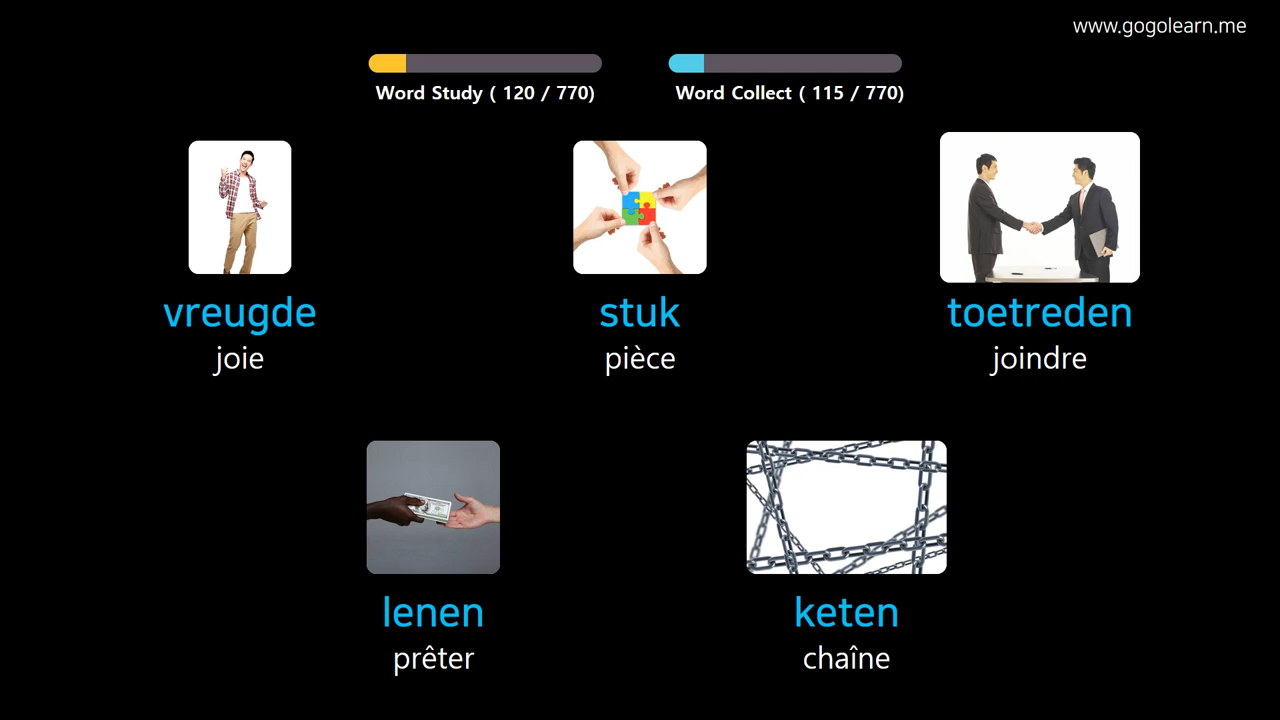 www.gogolearn.me
Word Study ( 120 / 770)
Word Collect ( 115 / 770)
vreugde
joie
stuk
pièce
toetreden
joindre
lenen
prêter
keten
chaîne